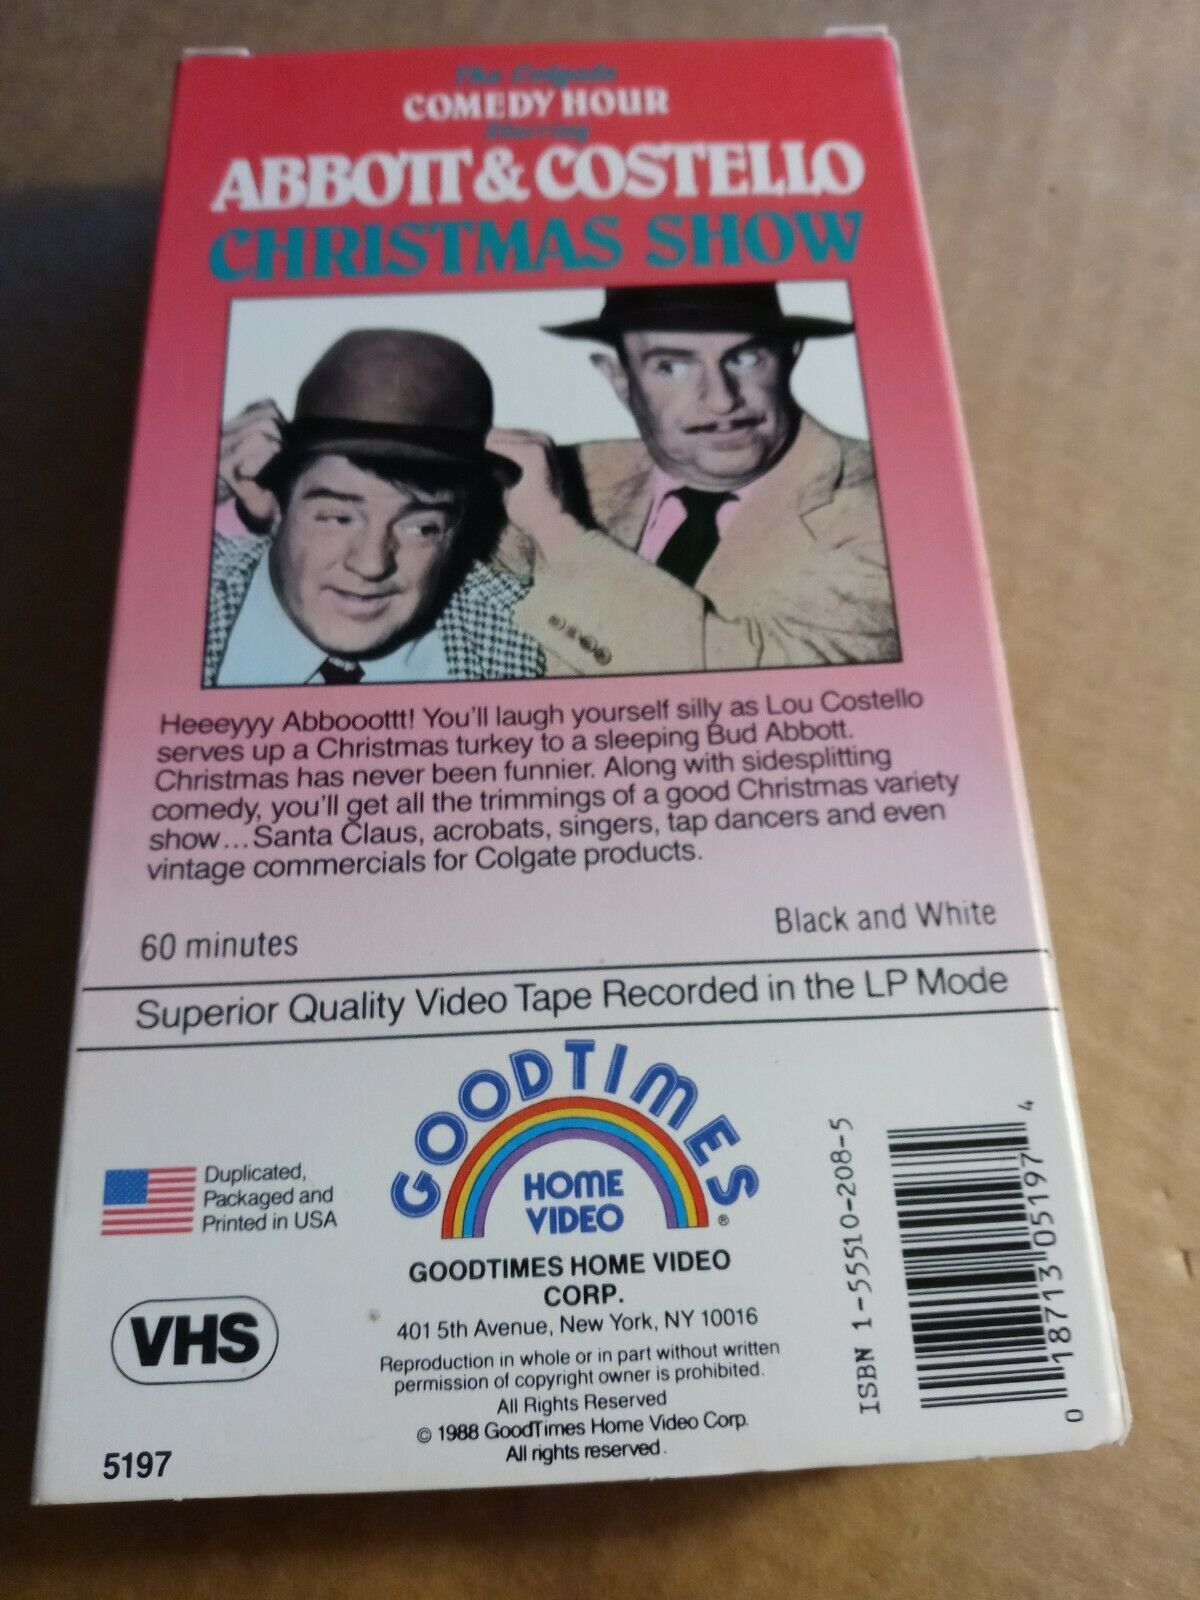 The Colgate
COMEDY HOUR
Starring
ABBOTT & COSTELLO
CHRISTMAS SHOW
Heeeyyy Abbooottt! You'll laugh yourself silly as Lou Costello
serves up a Christmas turkey to a sleeping Bud Abbott.
Christmas has never been funnier. Along with sidesplitting
comedy, you'll get all the trimmings of a good Christmas variety
show...Santa Claus, acrobats, singers, tap dancers and even
vintage commercials for Colgate products.
60 minutes
Black and White
Superior Quality Video Tape Recorded in the LP Mode
GOODTIMES
HOME
VIDEO
®
Duplicated,
Packaged and
Printed in USA
VHS
5197
GOODTIMES HOME VIDEO
CORP.
401 5th Avenue, New York, NY 10016
Reproduction in whole or in part without written
permission of copyright owner is prohibited.
All Rights Reserved
© 1988 GoodTimes Home Video Corp.
All rights reserved.
ISBN 1-55510-208-5
0 18713 05197 4